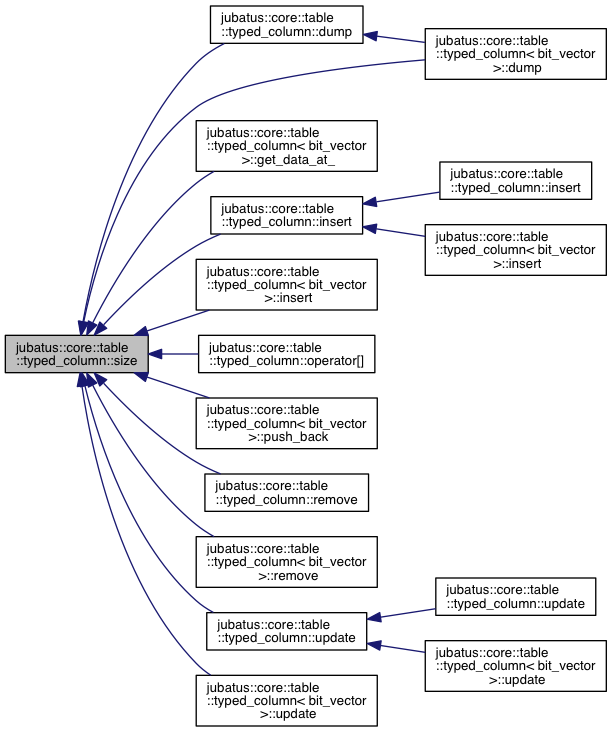 jubatus::core::table
::typed_column::dump
jubatus::core::table
::typed_column< bit_vector
>::dump
jubatus::core::table
::typed_column< bit_vector
>::get_data_at_
jubatus::core::table
::typed_column::insert
jubatus::core::table
::typed_column::insert
jubatus::core::table
::typed_column< bit_vector
>::insert
jubatus::core::table
::typed_column< bit_vector
>::insert
jubatus::core::table
::typed_column::size
jubatus::core::table
::typed_column::operator[]
jubatus::core::table
::typed_column< bit_vector
>::push_back
jubatus::core::table
::typed_column::remove
jubatus::core::table
::typed_column< bit_vector
>::remove
jubatus::core::table
::typed_column::update
jubatus::core::table
::typed_column::update
jubatus::core::table
::typed_column< bit_vector
>::update
jubatus::core::table
::typed_column< bit_vector
>::update